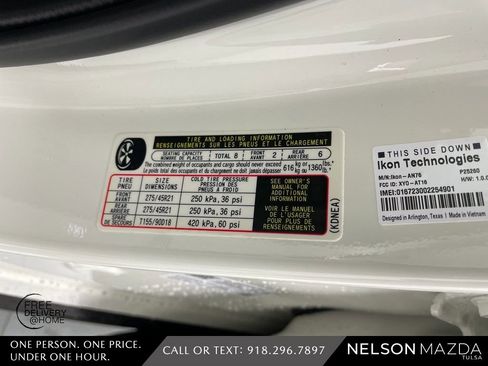 TIRE AND LOADING INFORMATION
RENSEIGNEMENTS SUR LES PNEUS ET LE CHARGEMENT
SEATING CAPACITY
NOMBRE DE PLACES
TOTAL 8
FRONT
AVANT
2
REAR
ARRIÈRE
6
The combined weight of occupants and cargo should never exceed
Le poids total des occupants et du chargement ne doit jamais dépasser
616 kg or 1360 lbs.
TIRE
PNEU
SIZE
DIMENSIONS
COLD TIRE PRESSURE
PRESSION DES
PNEUS A FROID
FRONT
AVANT
275/45R21
250 kPa, 36 psi
275/45R21
250 kPa, 36 psi
SPARE
DE SECOURS
T155/90D18
420 kPa, 60 psi
SEE OWNER'S
MANUAL FOR
ADDITIONAL
INFORMATION
VOIR LE MANUEL
DE L'USAGER
POUR PLUS DE
RENSEIGNEMENTS
(KDNEA)
THIS SIDE DOWN
Ikon Technologies
M/N:Ikon – AN76
P25260
FCC ID: XYO – AT18
IMEI:016723002254901
Designed in Arlington, Texas | Made in Vietnam
FREE
DELIVERY
@HOME
ONE PERSON. ONE PRICE.
UNDER ONE HOUR.
CALL OR TEXT: 918.296.7897
NELSON MAZDA
TULSA